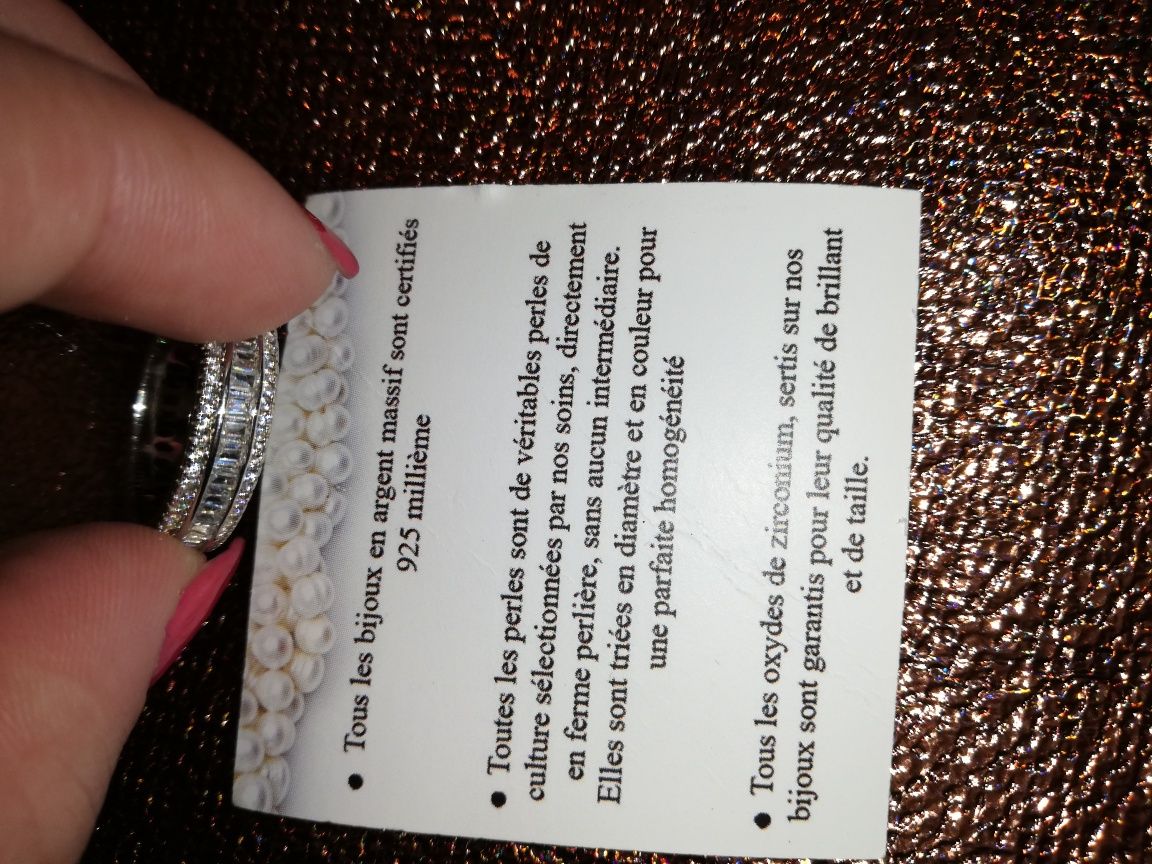 • Tous les bijoux en argent massif sont certifiés
925 millième
• Toutes les perles sont de véritables perles de
culture sélectionnées par nos soins, directement
en ferme perlière, sans aucun intermédiaire.
Elles sont triées en diamètre et en couleur pour
une parfaite homogénéité
• Tous les oxydes de zirconium, sertis sur nos
bijoux sont garantis pour leur qualité de brillant
et de taille.